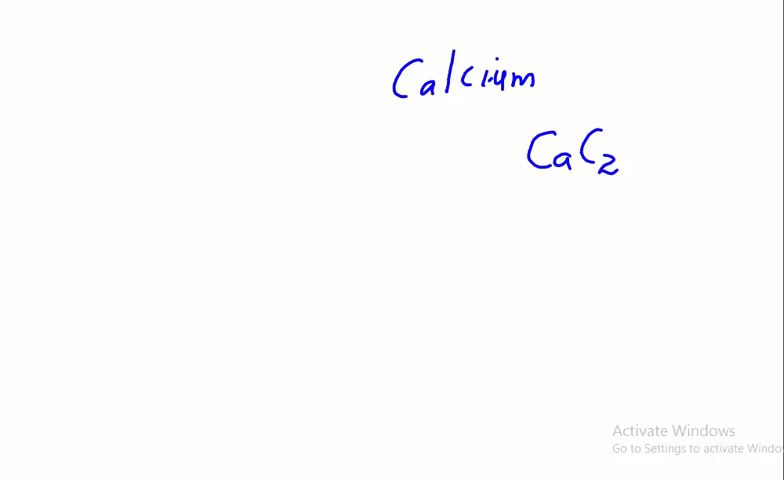 Calcium
CaC₂
Activate Windows
Go to Settings to activate Windo